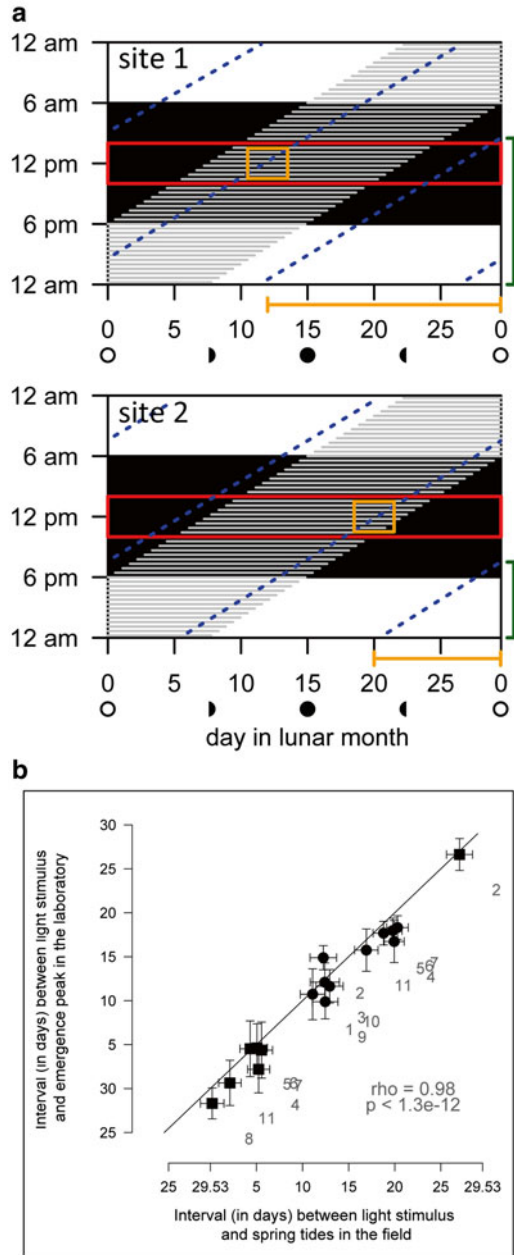 a
site 1
12 am
6 am
12 pm
6 pm
12 am
0 5 10 15 20 25 0
site 2
12 am
6 am
12 pm
6 pm
12 am
0 5 10 15 20 25 0
day in lunar month
b
Interval (in days) between light stimulus
and emergence peak in the laboratory
30
25
20
15
10
5
30
25
2
5 7
4
12
2
3 10
1 9
56 7
4
11
8
rho = 0.98
p < 1.3e-12
25 29.53 5 10 15 20 25 29.53
Interval (in days) between light stimulus
and spring tides in the field